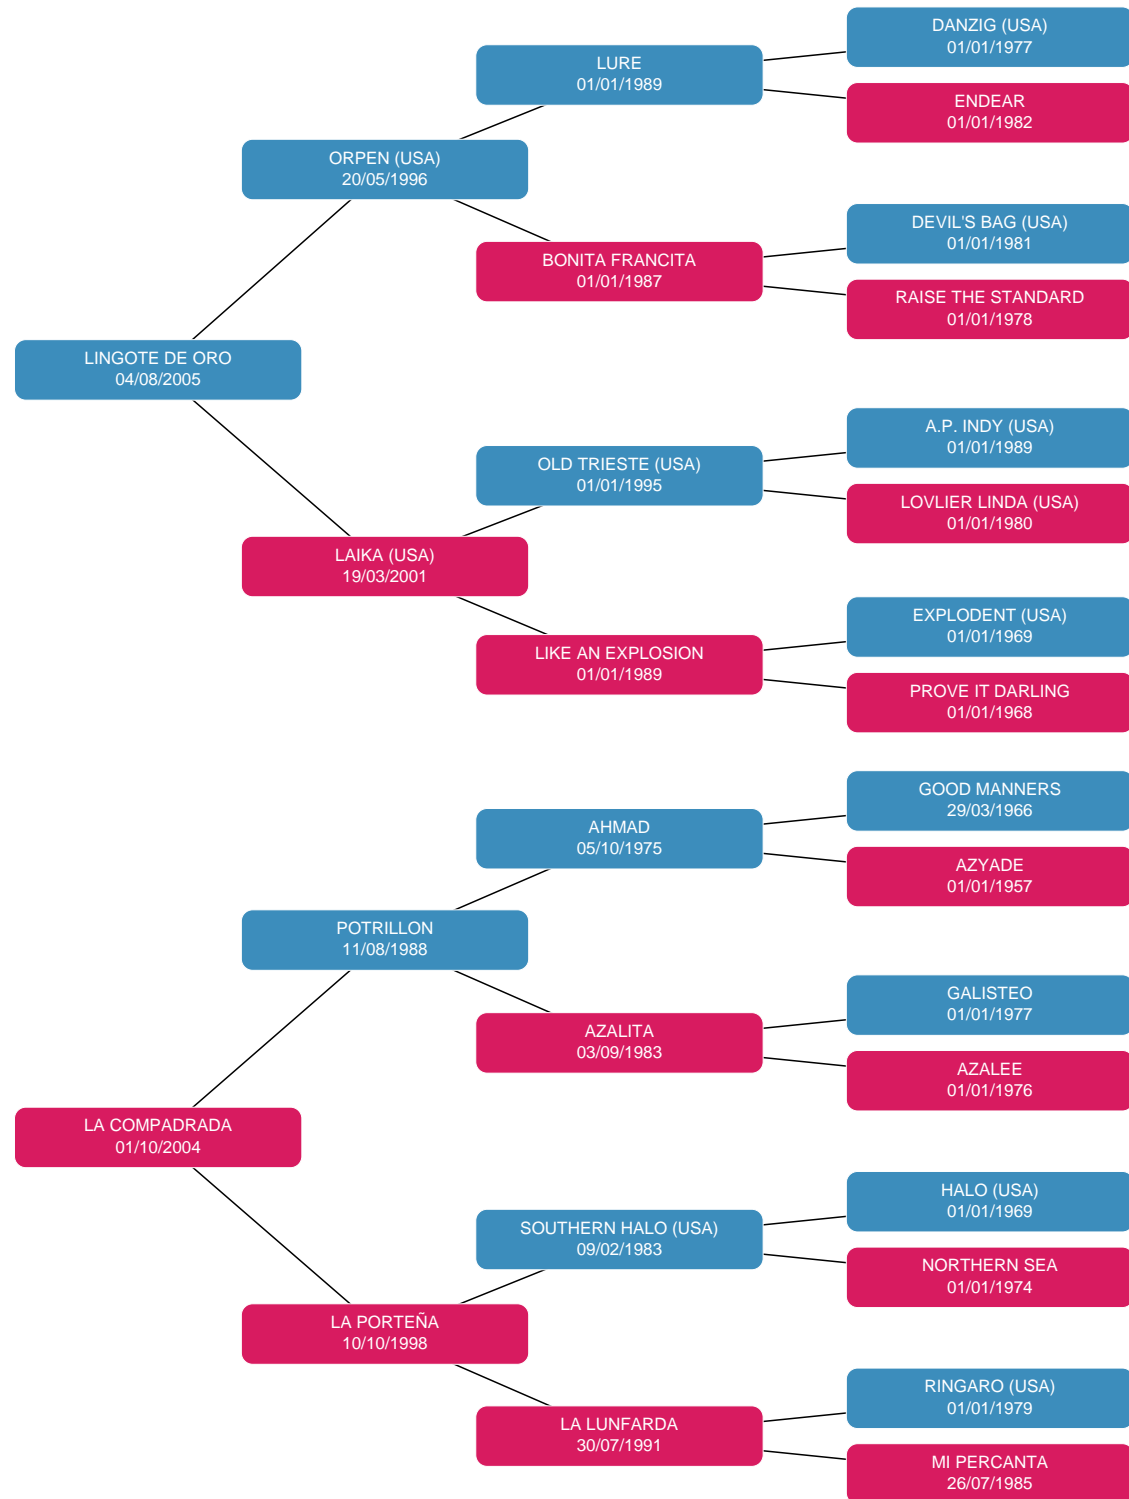 DANZIG (USA)
01/01/1977
LURE
01/01/1989
ENDEAR
01/01/1982
ORPEN (USA)
20/05/1996
DEVIL'S BAG (USA)
01/01/1981
BONITA FRANCITA
01/01/1987
RAISE THE STANDARD
01/01/1978
LINGOTE DE ORO
04/08/2005
A.P. INDY (USA)
01/01/1989
OLD TRIESTE (USA)
01/01/1995
LOVLIER LINDA (USA)
01/01/1980
LAIKA (USA)
19/03/2001
EXPLODENT (USA)
01/01/1969
LIKE AN EXPLOSION
01/01/1989
PROVE IT DARLING
01/01/1968
GOOD MANNERS
29/03/1966
AHMAD
05/10/1975
AZYADE
01/01/1957
POTRILLON
11/08/1988
GALISTEO
01/01/1977
AZALITA
03/09/1983
AZALEE
01/01/1976
LA COMPADRADA
01/10/2004
HALO (USA)
01/01/1969
SOUTHERN HALO (USA)
09/02/1983
NORTHERN SEA
01/01/1974
LA PORTEÑA
10/10/1998
RINGARO (USA)
01/01/1979
LA LUNFARDA
30/07/1991
MI PERCANTA
26/07/1985